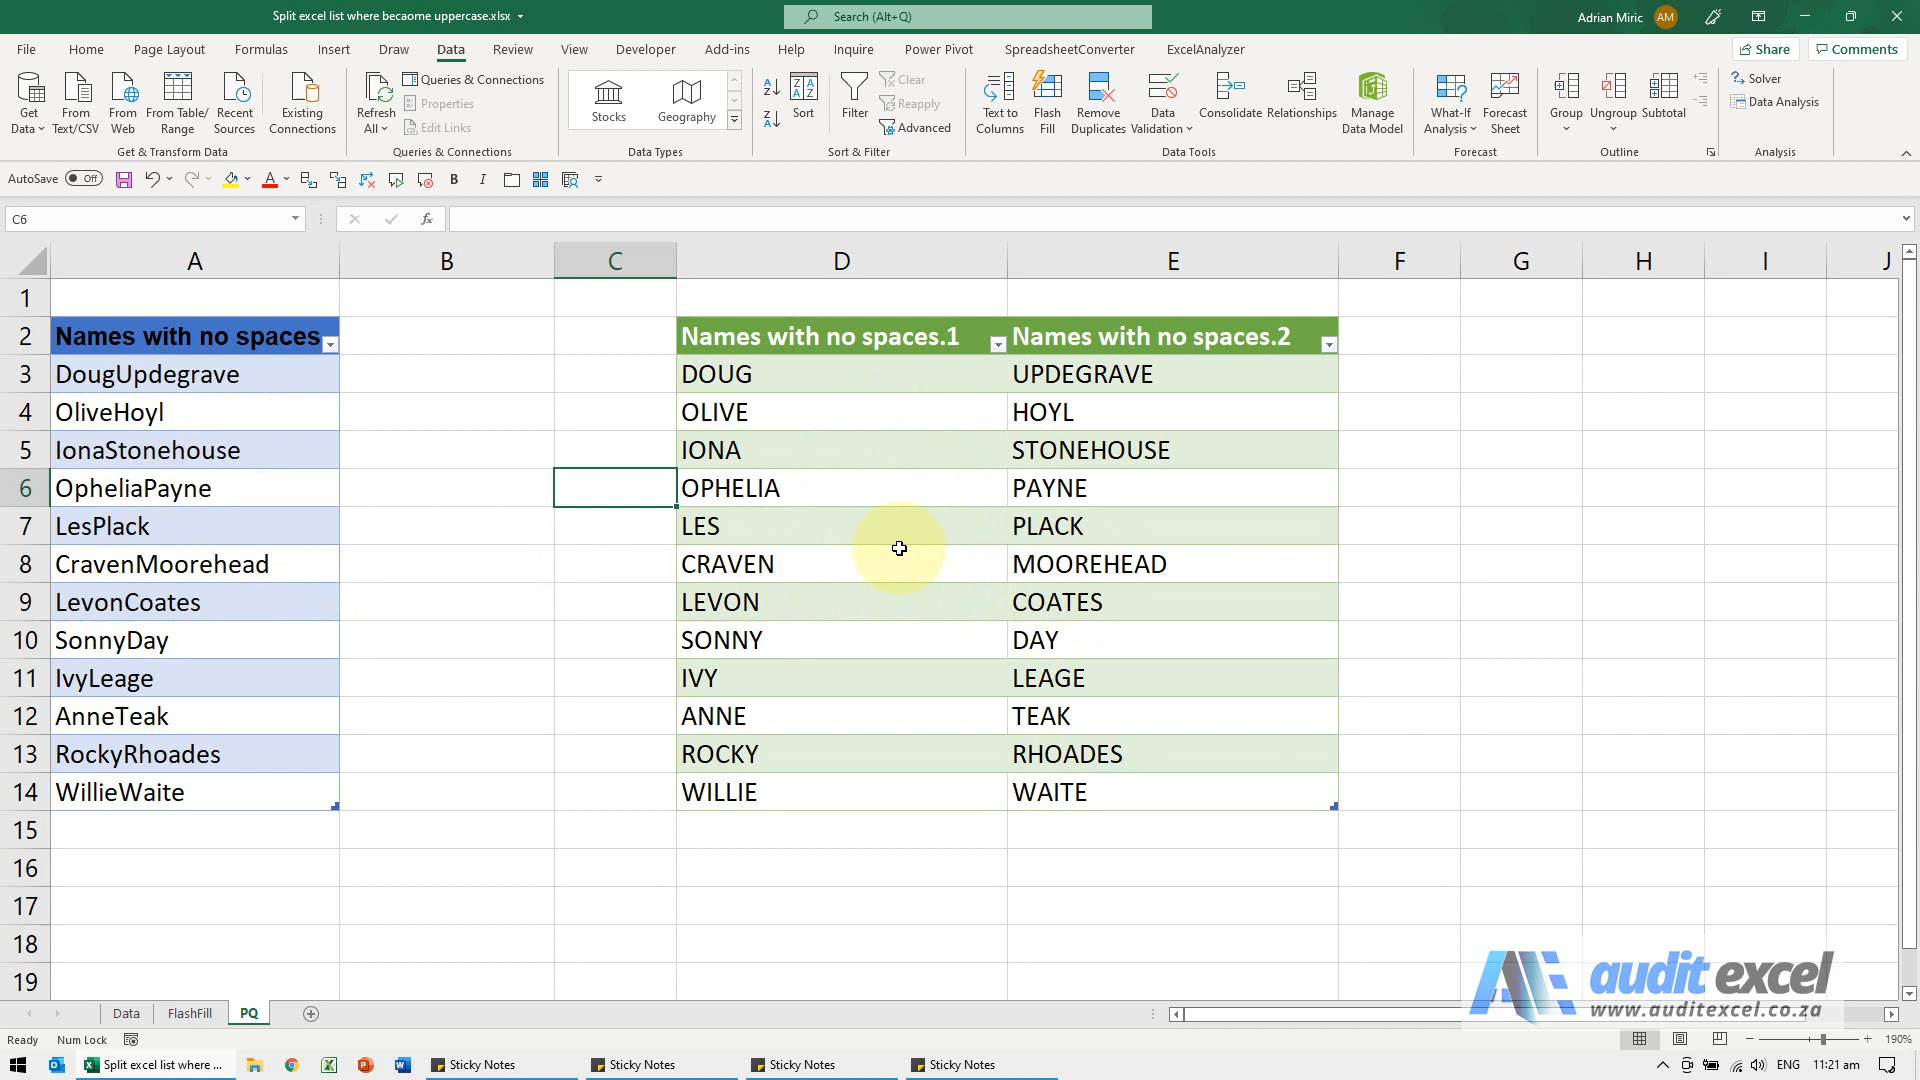 Split excel list where becaome uppercase.xlsx
Search (Alt+Q)
Adrian Miric
AM
File Home Page Layout Formulas Insert Draw Data Review View Developer Add-ins Help Inquire Power Pivot SpreadsheetConverter ExcelAnalyzer
Share
Comments
Get Data
From Text/CSV
From Web
From Table/ Range
Recent Sources
Existing Connections
Get & Transform Data
Refresh All
Queries & Connections
Properties
Edit Links
Queries & Connections
Stocks
Geography
Data Types
Sort
Filter
Clear
Reapply
Advanced
Sort & Filter
Text to Columns
Flash Fill
Remove Duplicates
Data Validation
Consolidate
Relationships
Manage Data Model
Data Tools
What-If Analysis
Forecast Sheet
Forecast
Group
Ungroup
Subtotal
Outline
Solver
Data Analysis
Analysis
AutoSave Off
B I
C6
fx
A B C D E F G H I J
1
2 Names with no spaces Names with no spaces.1 Names with no spaces.2
3 DougUpdegrave DOUG UPDEGRAVE
4 OliveHoyl OLIVE HOYL
5 IonaStonehouse IONA STONEHOUSE
6 OpheliaPayne OPHELIA PAYNE
7 LesPlack LES PLACK
8 CravenMoorehead CRAVEN MOOREHEAD
9 LevonCoates LEVON COATES
10 SonnyDay SONNY DAY
11 IvyLeage IVY LEAGE
12 AnneTeak ANNE TEAK
13 RockyRhoades ROCKY RHOADES
14 WillieWaite WILLIE WAITE
15
16
17
18
19
audit excel
www.auditexcel.co.za
Data FlashFill PQ
Ready Num Lock
190%
Split excel list where ...
Sticky Notes
Sticky Notes
Sticky Notes
Sticky Notes
ENG 11:21 am